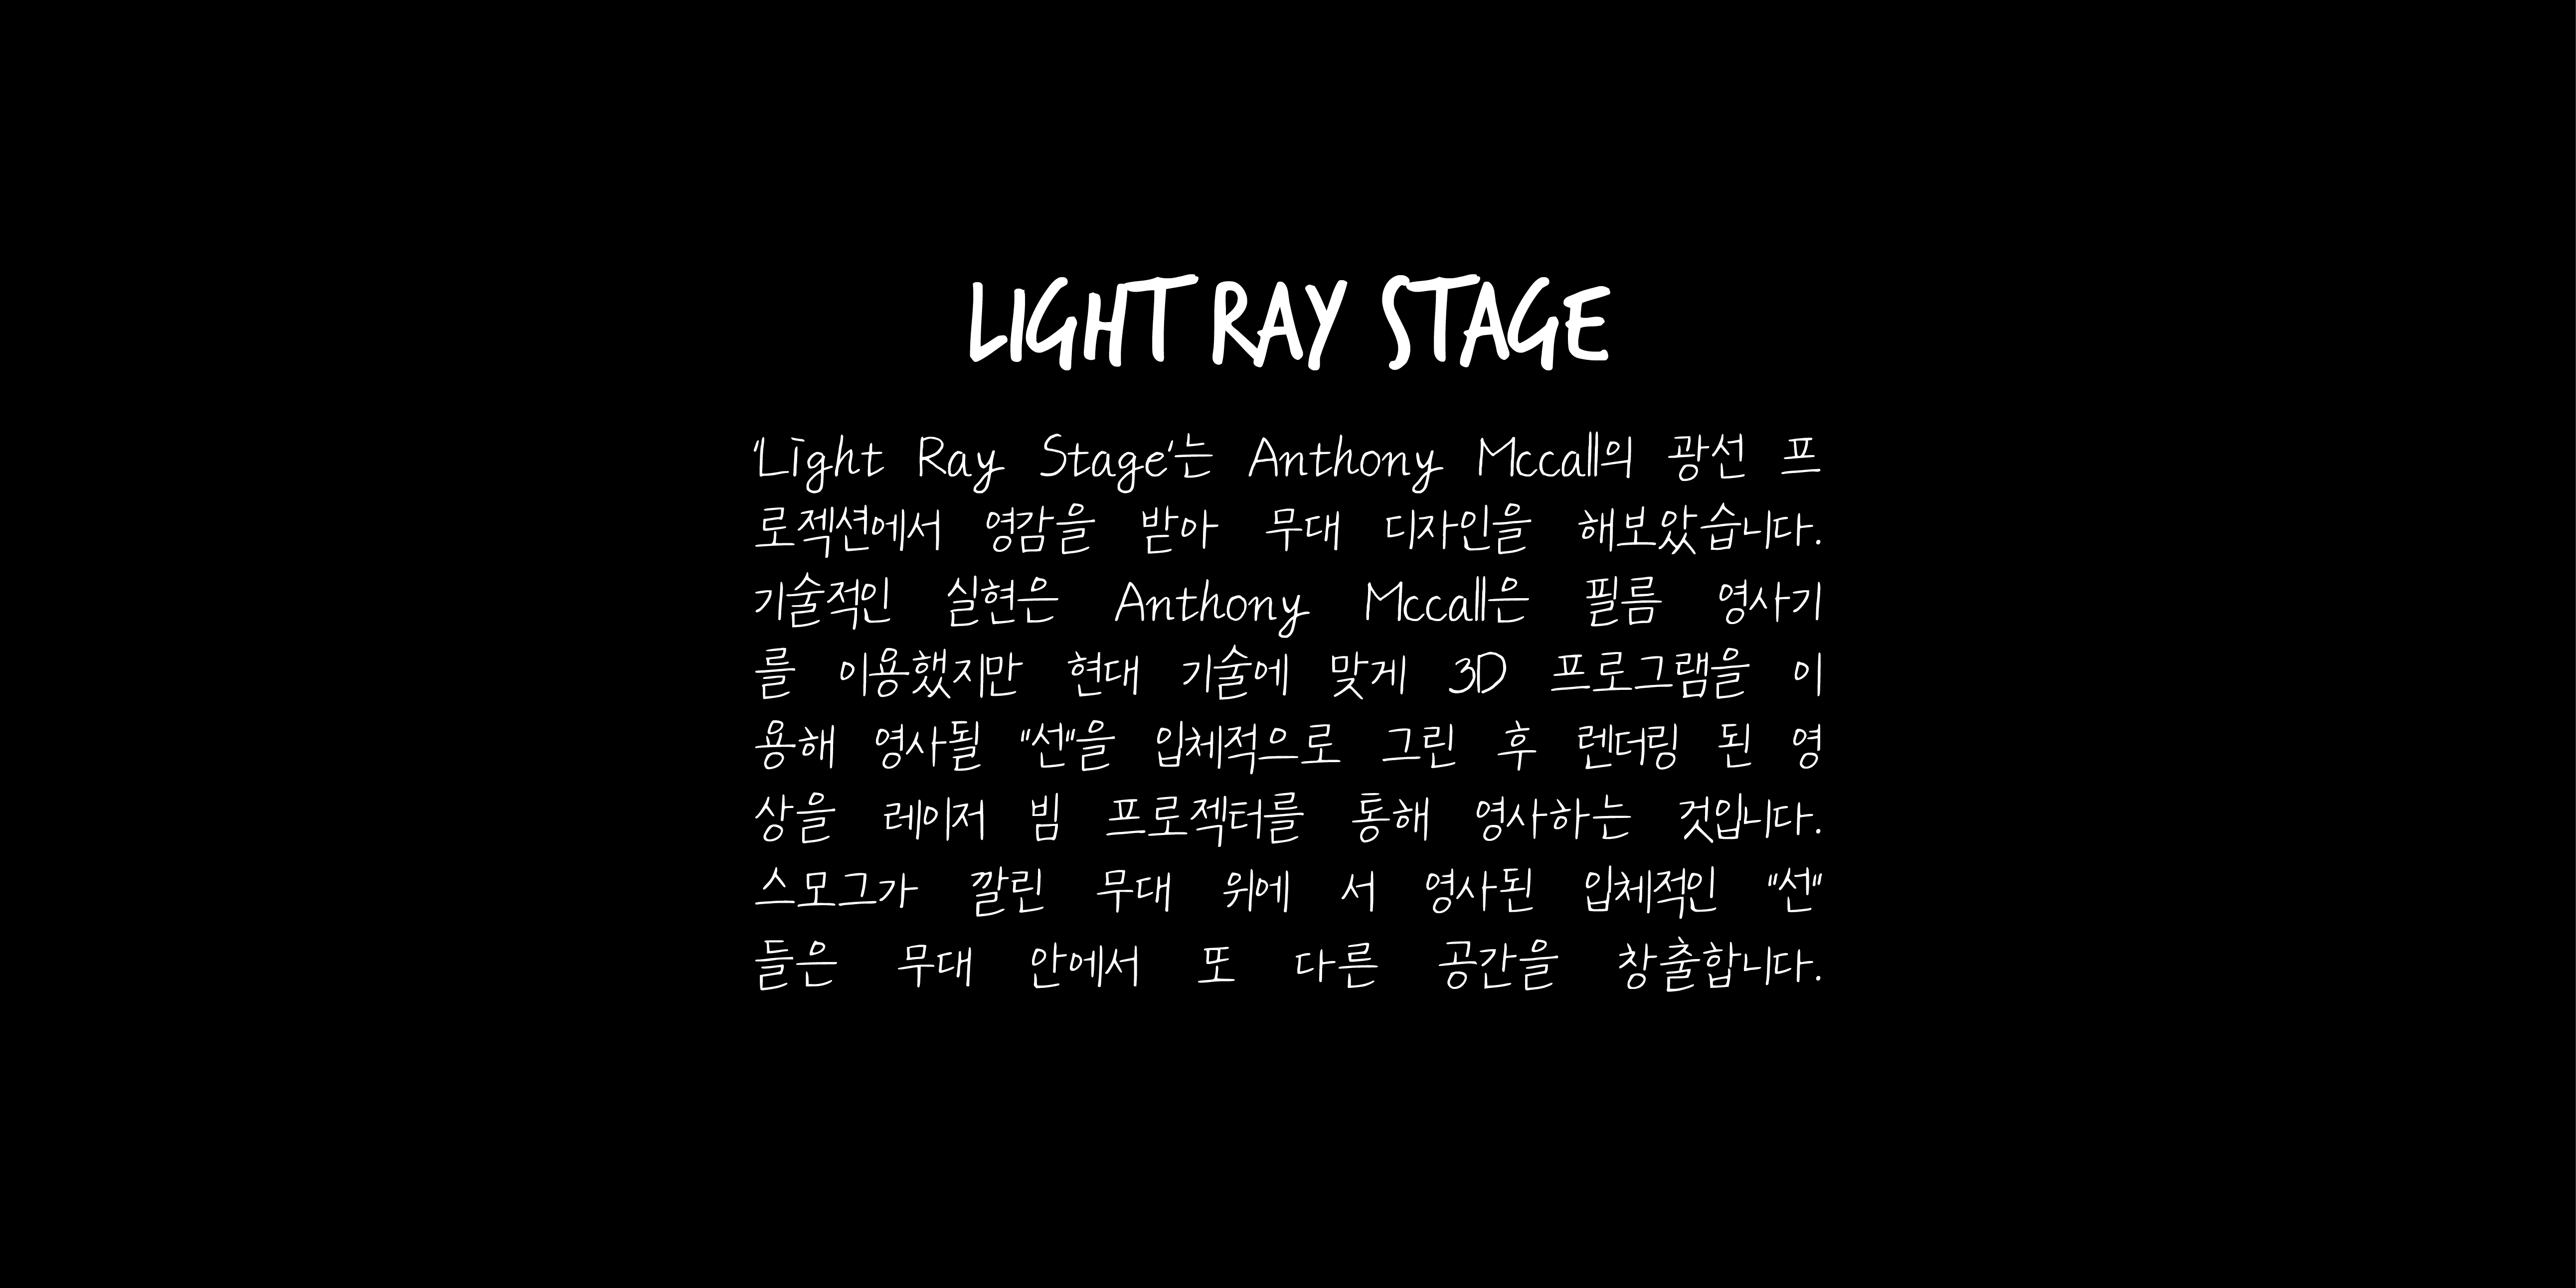 LIGHT RAY STAGE
'Light Ray Stage'는 Anthony Mccall의 광선 프
로젝션에서 영감을 받아 무대 디자인을 해보았습니다.
기술적인 실현은 Anthony Mccall은 필름 영사기
를 이용했지만 현대 기술에 맞게 3D 프로그램을 이
용해 영사될 "선"을 입체적으로 그린 후 렌더링 된 영
상을 레이저 빔 프로젝터를 통해 영사하는 것입니다.
스모그가 깔린 무대 위에 서 영사된 입체적인 "선"
들은 무대 안에서 또 다른 공간을 창출합니다.